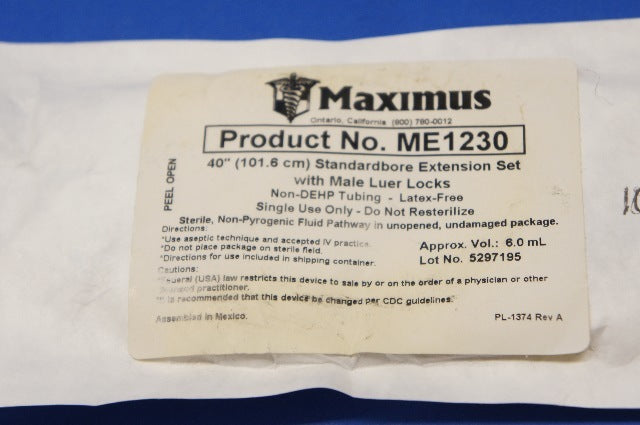 Maximus
Ontario, California (800) 780-0012
Product No. ME1230
40" (101.6 cm) Standardbore Extension Set
with Male Luer Locks
Non-DEHP Tubing - Latex-Free
Single Use Only - Do Not Resterilize
Sterile, Non-Pyrogenic Fluid Pathway in unopened, undamaged package.
PEEL OPEN
Directions:
*Use aseptic technique and accepted IV practice.
*Do not place package on sterile field.
*Directions for use included in shipping container.
Approx. Vol.: 6.0 mL
Lot No. 5297195
Cautions:
*Federal (USA) law restricts this device to sale by or on the order of a physician or other
practitioner.
*It is recommended that this device be changed per CDC guidelines.
Assembled in Mexico.
PL-1374 Rev A